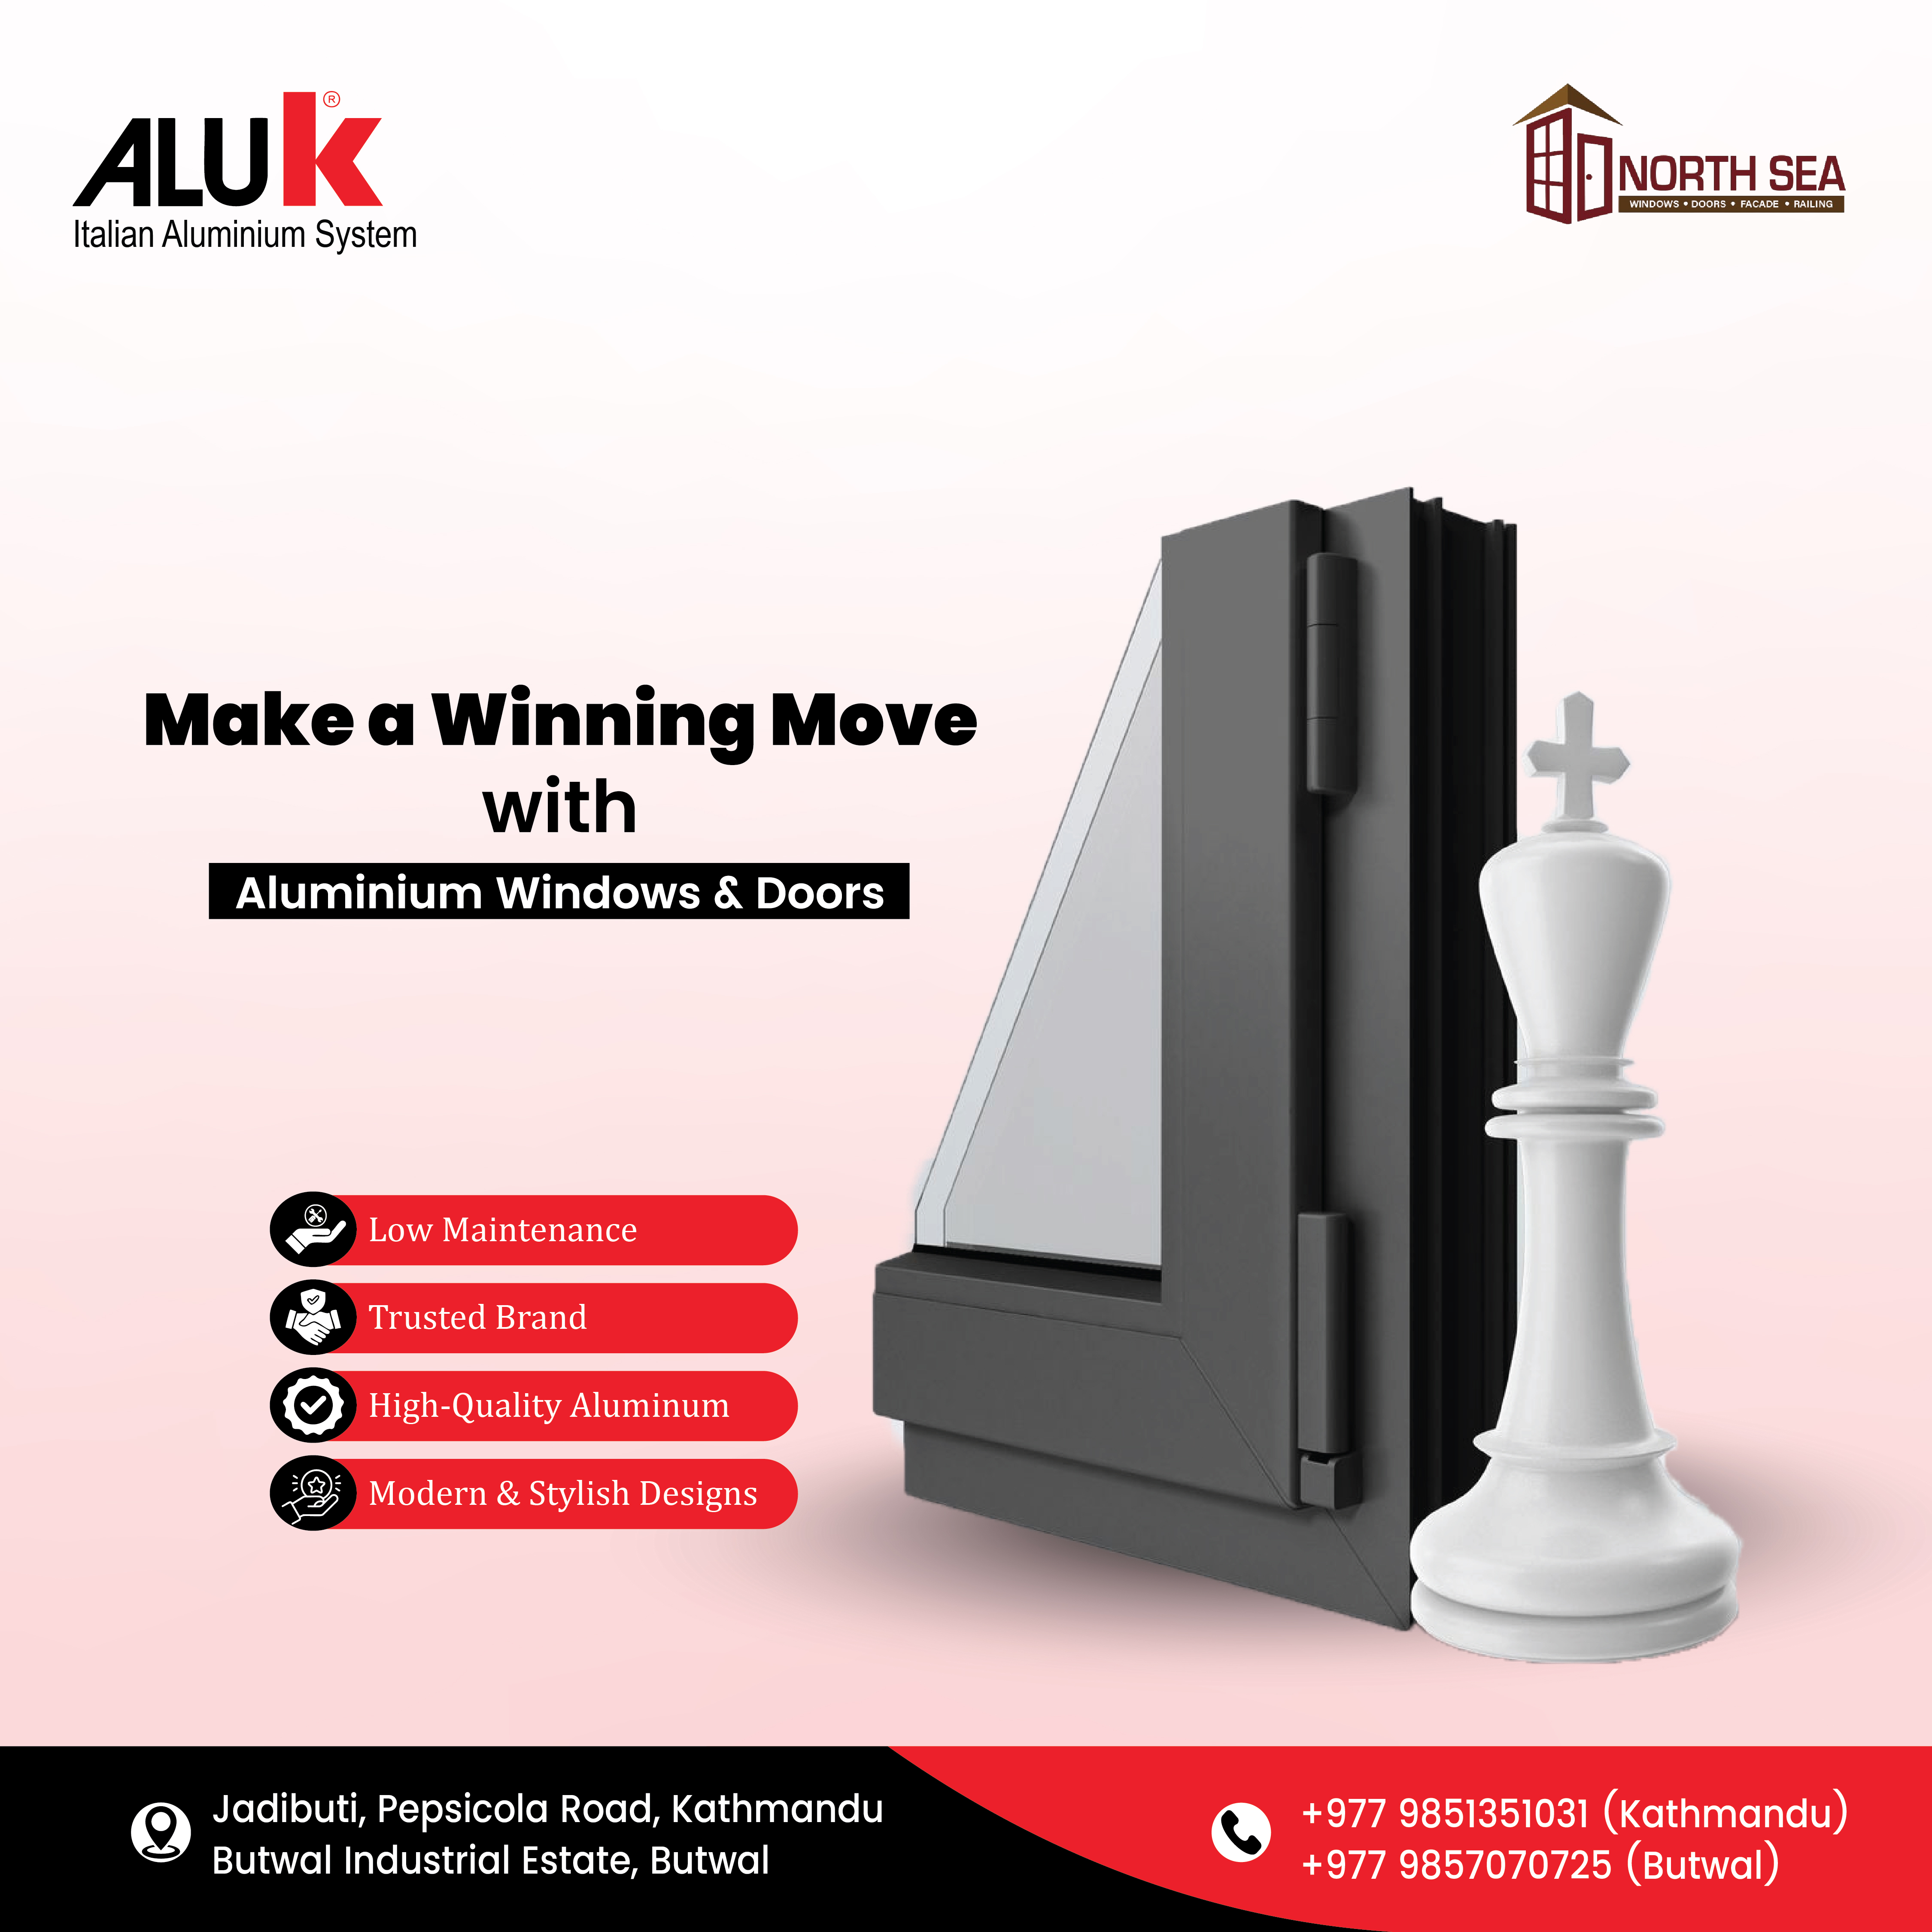 ALUK®
Italian Aluminium System
NORTH SEA
WINDOWS • DOORS • FACADE • RAILING
Make a Winning Move
with
Aluminium Windows & Doors
Low Maintenance
Trusted Brand
High-Quality Aluminum
Modern & Stylish Designs
Jadibuti, Pepsicola Road, Kathmandu
Butwal Industrial Estate, Butwal
+977 9851351031 (Kathmandu)
+977 9857070725 (Butwal)